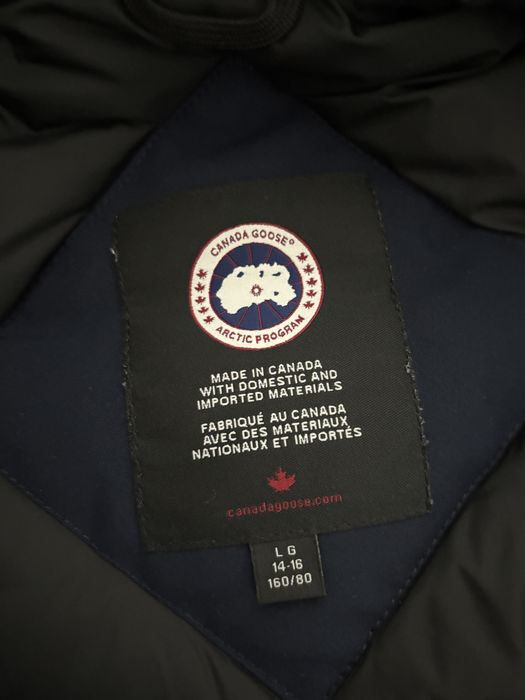 CANADA GOOSE®
ARCTIC PROGRAM
MADE IN CANADA
WITH DOMESTIC AND
IMPORTED MATERIALS
FABRIQUÉ AU CANADA
AVEC DES MATERIAUX
NATIONAUX ET IMPORTÉS
canadagoose.com
L G
14-16
160/80